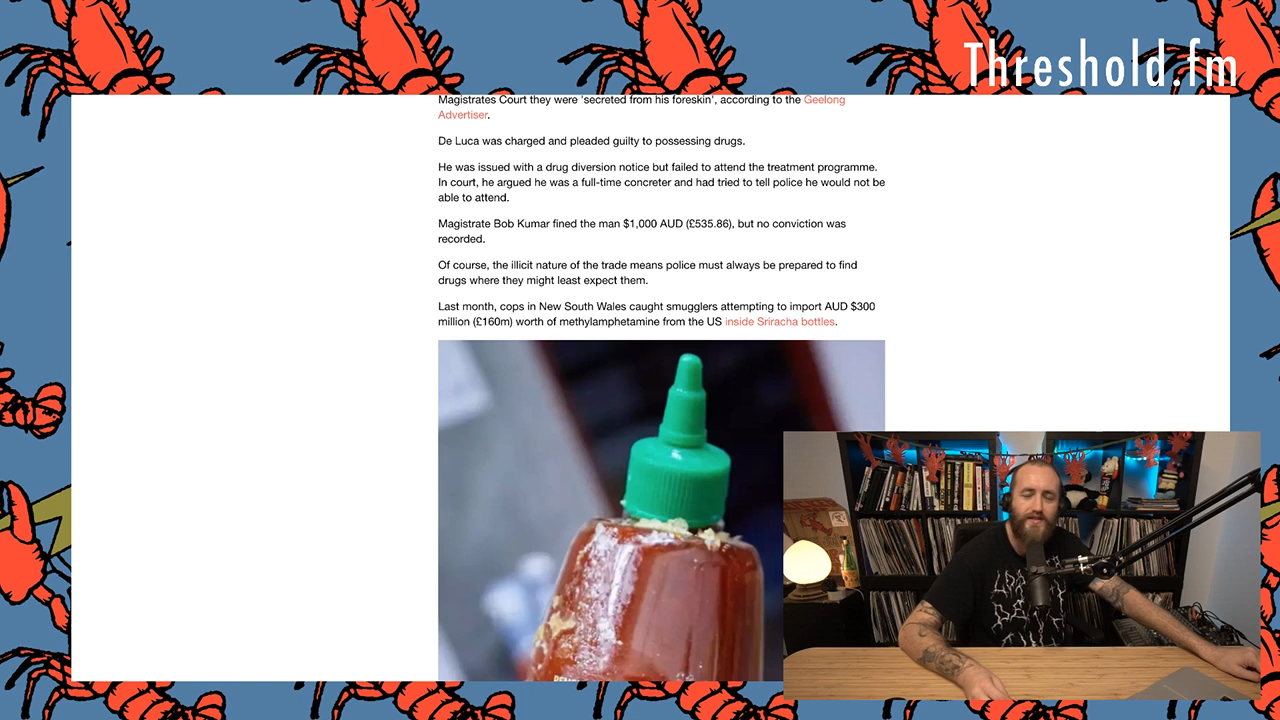 Threshold.fm
Magistrates Court they were 'secreted from his foreskin', according to the Geelong
Advertiser.
De Luca was charged and pleaded guilty to possessing drugs.
He was issued with a drug diversion notice but failed to attend the treatment programme.
In court, he argued he was a full-time concreter and had tried to tell police he would not be
able to attend.
Magistrate Bob Kumar fined the man $1,000 AUD (£535.86), but no conviction was
recorded.
Of course, the illicit nature of the trade means police must always be prepared to find
drugs where they might least expect them.
Last month, cops in New South Wales caught smugglers attempting to import AUD $300
million (£160m) worth of methylamphetamine from the US inside Sriracha bottles.